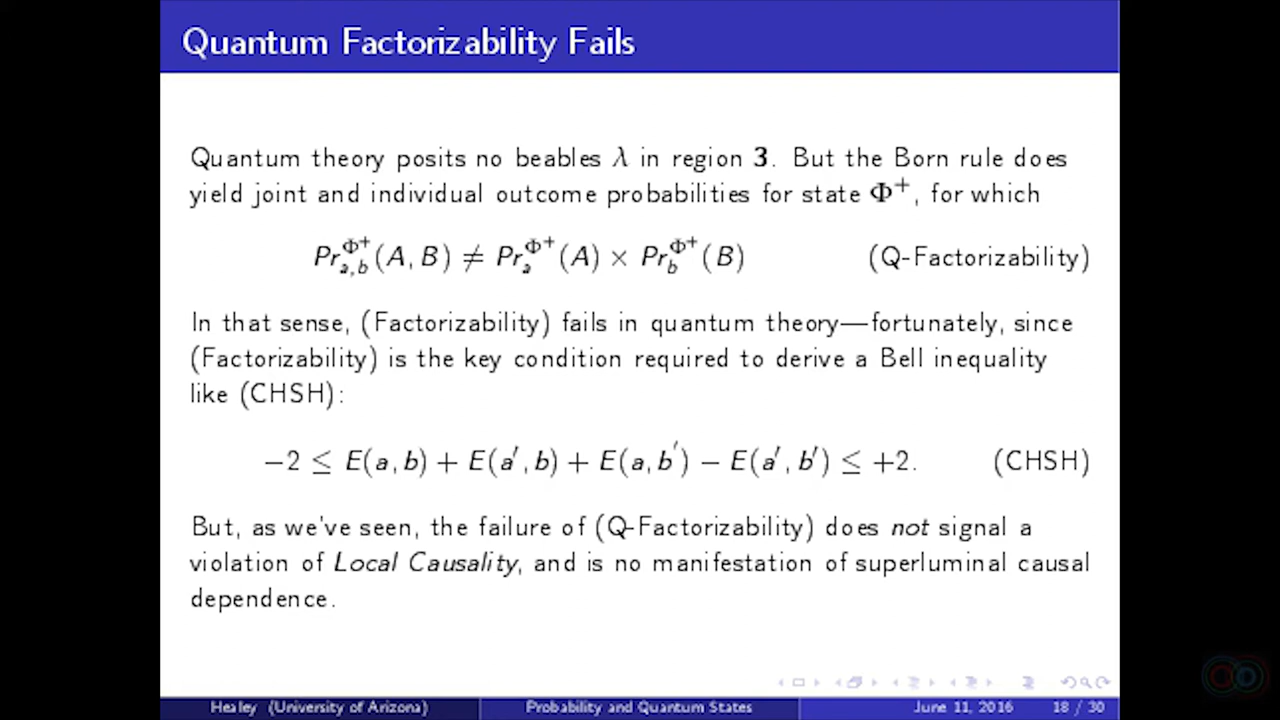 Quantum Factorizability Fails
Quantum theory posits no beables λ in region 3. But the Born rule does
yield joint and individual outcome probabilities for state Φ⁺, for which
Pr_{a,b}^{Φ⁺}(A, B) ≠ Pr_a^{Φ⁺}(A) × Pr_b^{Φ⁺}(B) (Q-Factorizability)
In that sense, (Factorizability) fails in quantum theory—fortunately, since
(Factorizability) is the key condition required to derive a Bell inequality
like (CHSH):
−2 ≤ E(a, b) + E(a′, b) + E(a, b′) − E(a′, b′) ≤ +2. (CHSH)
But, as we've seen, the failure of (Q-Factorizability) does not signal a
violation of Local Causality, and is no manifestation of superluminal causal
dependence.
Healey (University of Arizona) Probability and Quantum States June 11, 2016 18 / 30